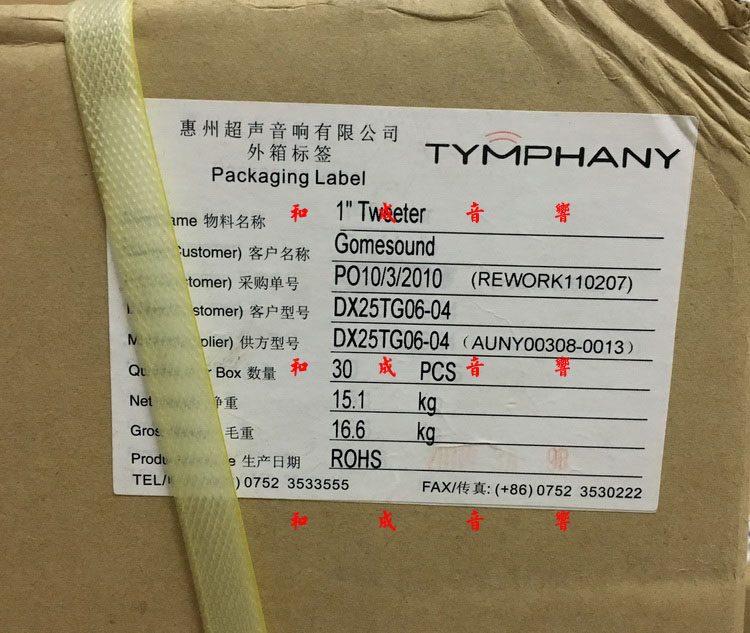 惠州超声音响有限公司
外箱标签
TYMPHANY
Packaging Label
物料名称 1" Tweeter
和成音響
Customer) 客户名称 Gomesound
采购单号 PO10/3/2010 (REWORK110207)
客户型号 DX25TG06-04
供方型号 DX25TG06-04 (AUNY00308-0013)
Box 数量 30 PCS
和成音響
净重 15.1 kg
毛重 16.6 kg
生产日期 ROHS
TEL/ 0752 3533555 FAX/传真: (+86) 0752 3530222
和成音響